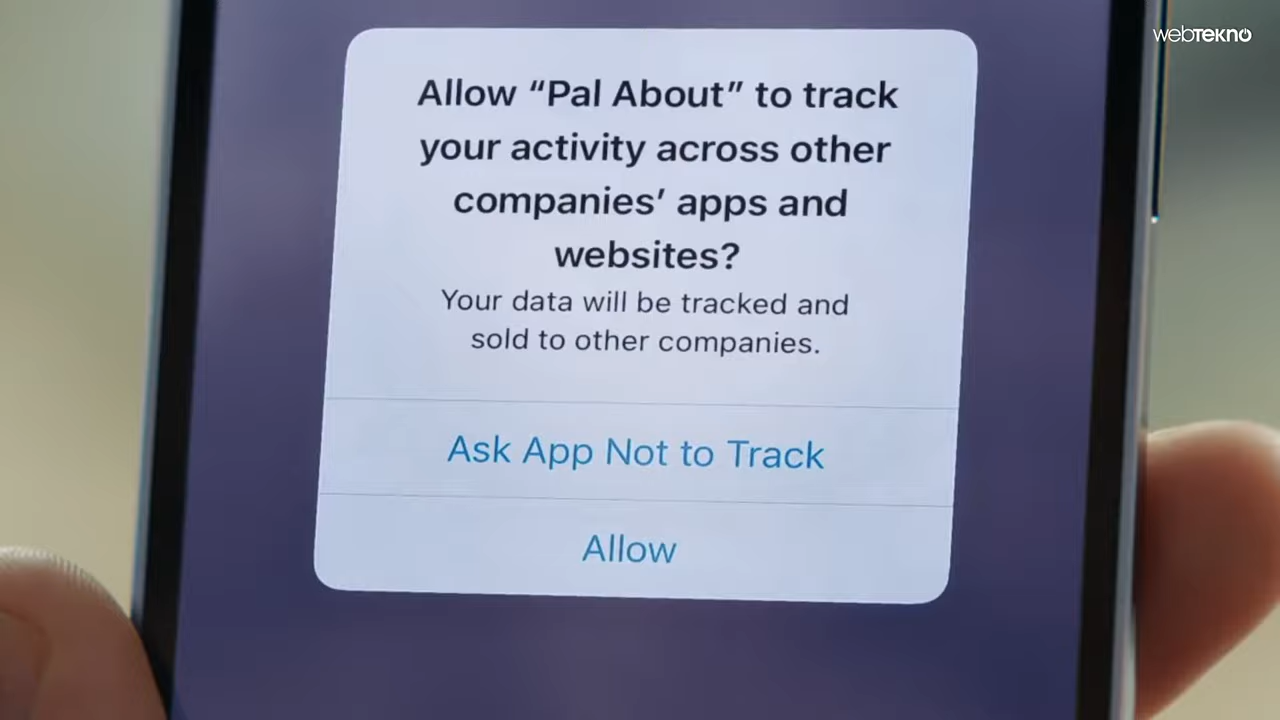 webTEKNO
Allow “Pal About” to track
your activity across other
companies’ apps and
websites?
Your data will be tracked and
sold to other companies.
Ask App Not to Track
Allow